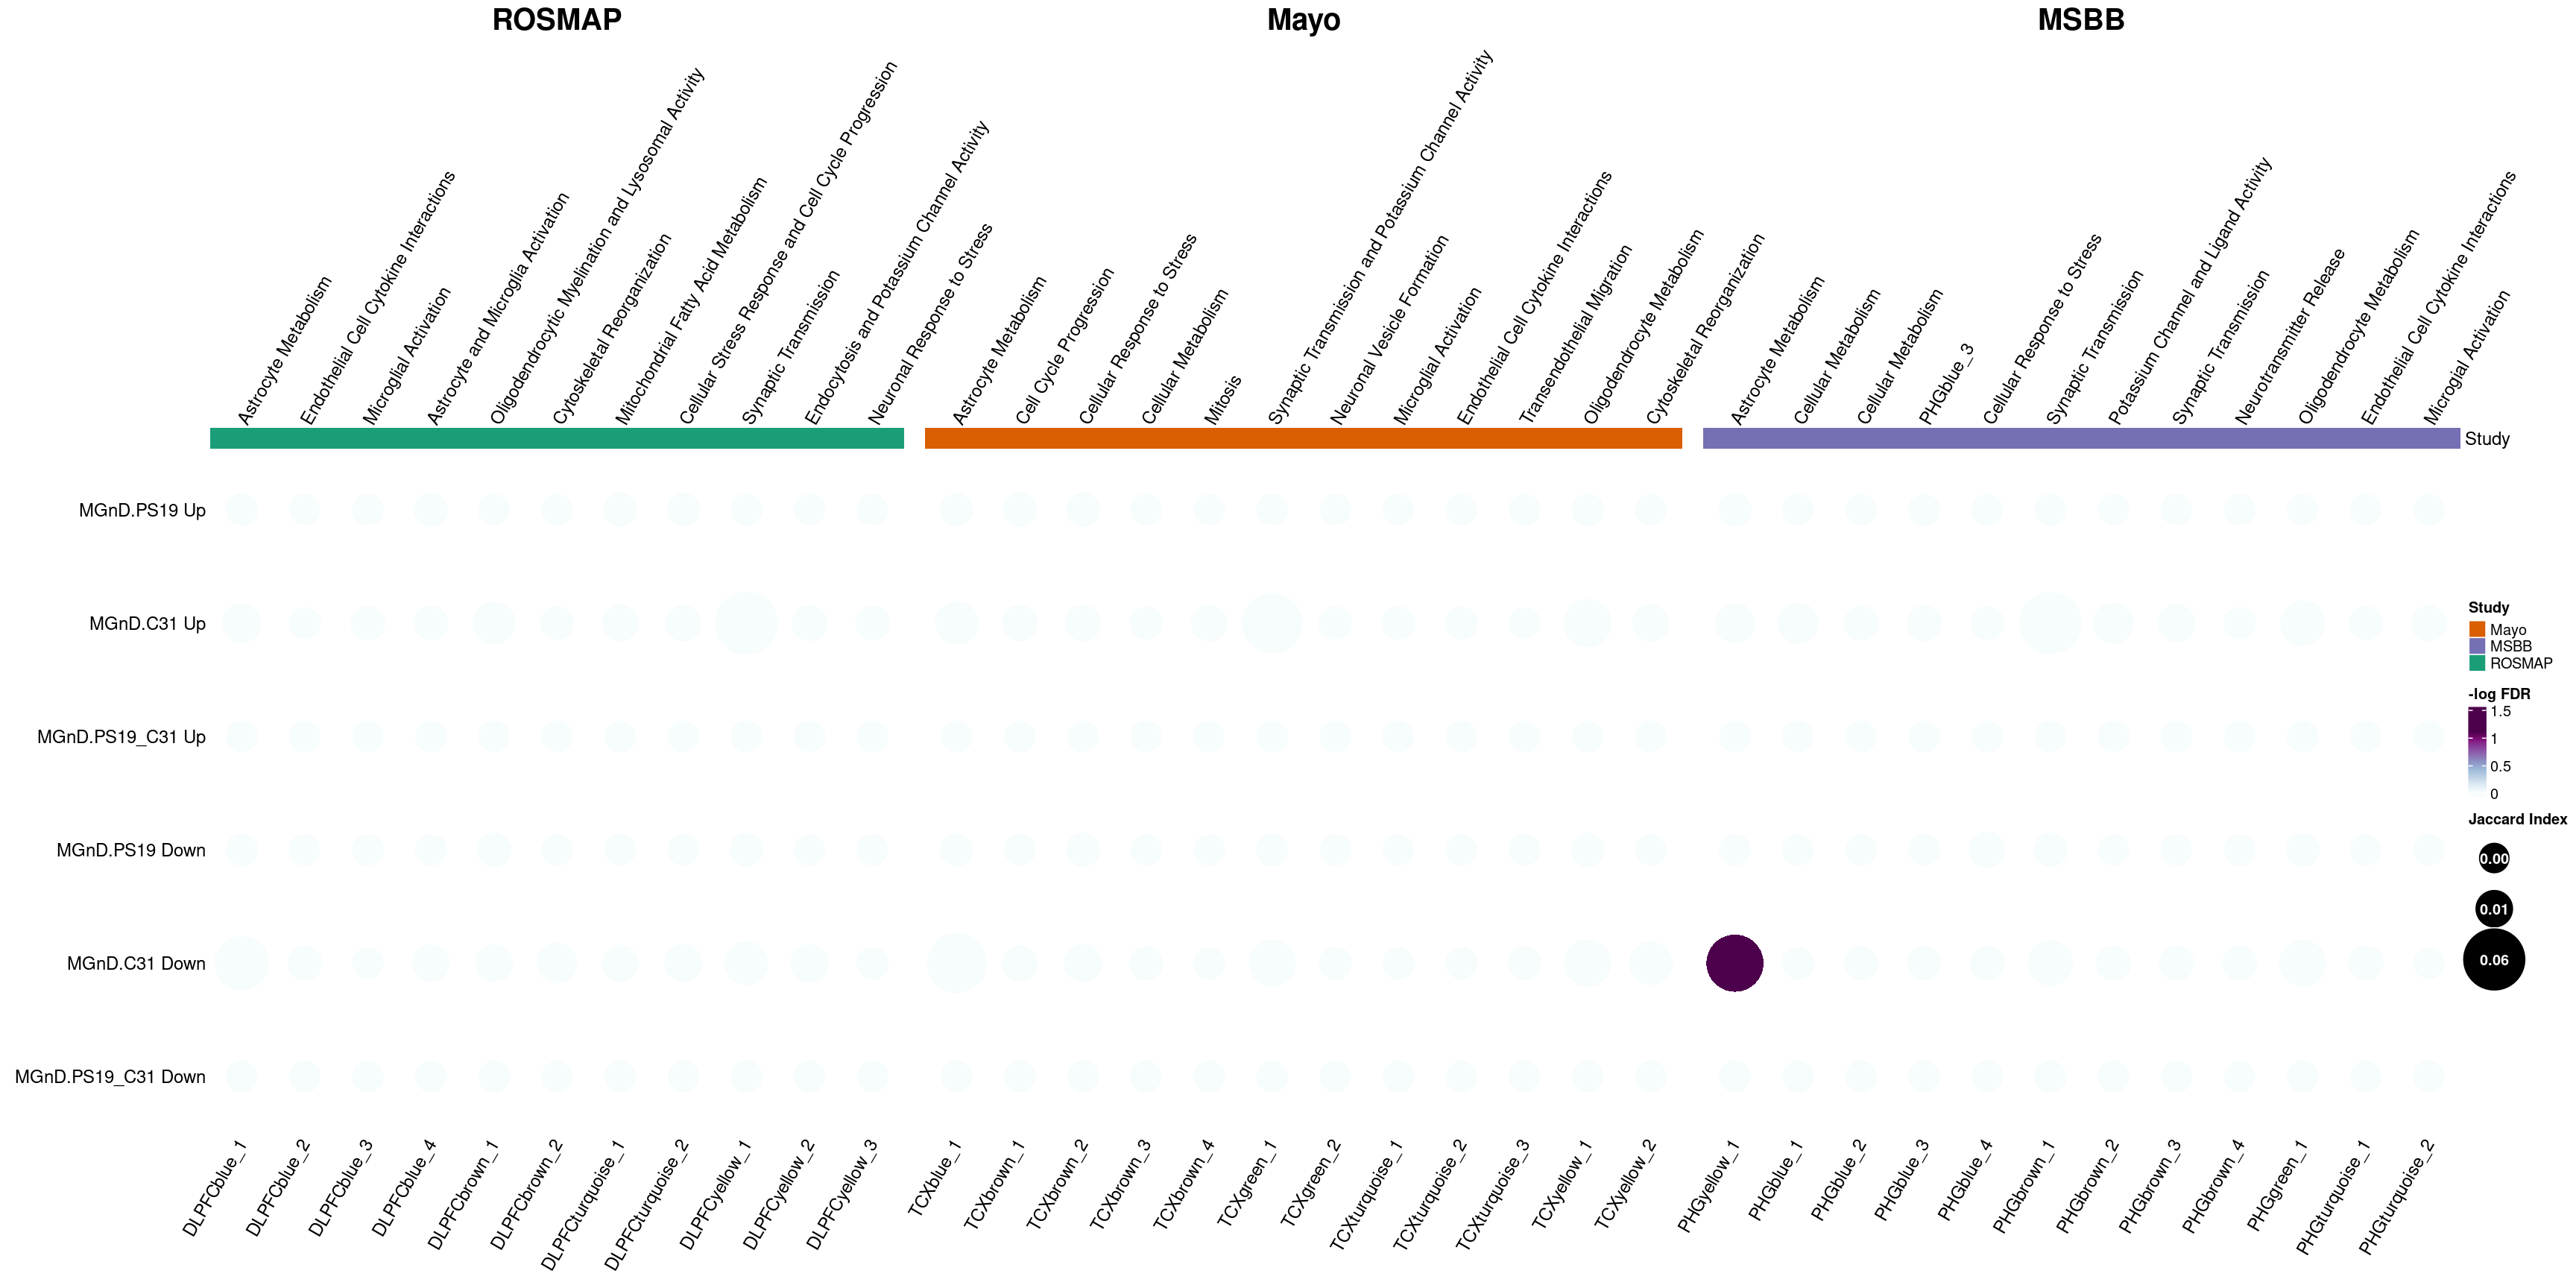 ROSMAP
Mayo
MSBB
Astrocyte Metabolism
Endothelial Cell Cytokine Interactions
Microglial Activation
Astrocyte and Microglia Activation
Oligodendrocytic Myelination and Lysosomal Activity
Cytoskeletal Reorganization
Mitochondrial Fatty Acid Metabolism
Cellular Stress Response and Cell Cycle Progression
Synaptic Transmission
Endocytosis and Potassium Channel Activity
Neuronal Response to Stress
Astrocyte Metabolism
Cell Cycle Progression
Cellular Response to Stress
Cellular Metabolism
Mitosis
Synaptic Transmission and Potassium Channel Activity
Neuronal Vesicle Formation
Microglial Activation
Endothelial Cell Cytokine Interactions
Transendothelial Migration
Oligodendrocyte Metabolism
Cytoskeletal Reorganization
Astrocyte Metabolism
Cellular Metabolism
Cellular Metabolism
PHGblue_3
Cellular Response to Stress
Synaptic Transmission
Potassium Channel and Ligand Activity
Synaptic Transmission
Neurotransmitter Release
Oligodendrocyte Metabolism
Endothelial Cell Cytokine Interactions
Microglial Activation
Study
MGnD.PS19 Up
MGnD.C31 Up
MGnD.PS19_C31 Up
MGnD.PS19 Down
MGnD.C31 Down
MGnD.PS19_C31 Down
Study
Mayo
MSBB
ROSMAP
-log FDR
1.5
1
0.5
0
Jaccard Index
0.00
0.01
0.06
DLPFCblue_1
DLPFCblue_2
DLPFCblue_3
DLPFCblue_4
DLPFCbrown_1
DLPFCbrown_2
DLPFCturquoise_1
DLPFCturquoise_2
DLPFCyellow_1
DLPFCyellow_2
DLPFCyellow_3
TCXblue_1
TCXbrown_1
TCXbrown_2
TCXbrown_3
TCXbrown_4
TCXgreen_1
TCXgreen_2
TCXturquoise_1
TCXturquoise_2
TCXturquoise_3
TCXyellow_1
TCXyellow_2
PHGyellow_1
PHGblue_1
PHGblue_2
PHGblue_3
PHGblue_4
PHGbrown_1
PHGbrown_2
PHGbrown_3
PHGbrown_4
PHGgreen_1
PHGturquoise_1
PHGturquoise_2